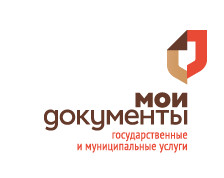 мои
документы
государственные
и муниципальные услуги